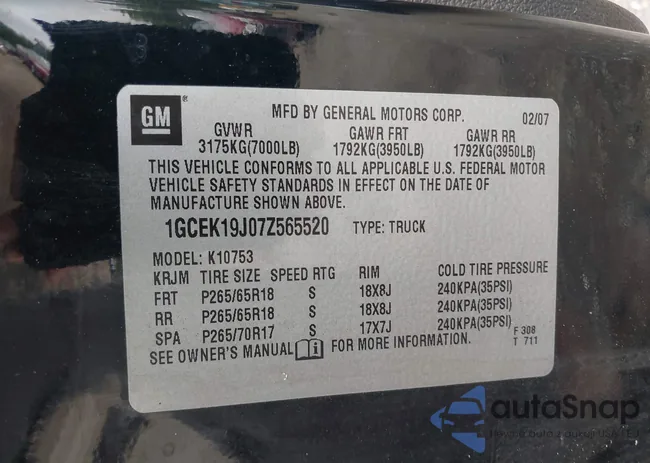 GM ®
MFD BY GENERAL MOTORS CORP. 02/07
GVWR GAWR FRT GAWR RR
3175KG(7000LB) 1792KG(3950LB) 1792KG(3950LB)
THIS VEHICLE CONFORMS TO ALL APPLICABLE U.S. FEDERAL MOTOR
VEHICLE SAFETY STANDARDS IN EFFECT ON THE DATE OF
MANUFACTURE SHOWN ABOVE.
1GCEK19J07Z565520 TYPE: TRUCK
MODEL: K10753
KRJM TIRE SIZE SPEED RTG RIM COLD TIRE PRESSURE
FRT P265/65R18 S 18X8J 240KPA(35PSI)
RR P265/65R18 S 18X8J 240KPA(35PSI)
SPA P265/70R17 S 17X7J 240KPA(35PSI) F 308
SEE OWNER'S MANUAL i FOR MORE INFORMATION. T 711
autaSnap